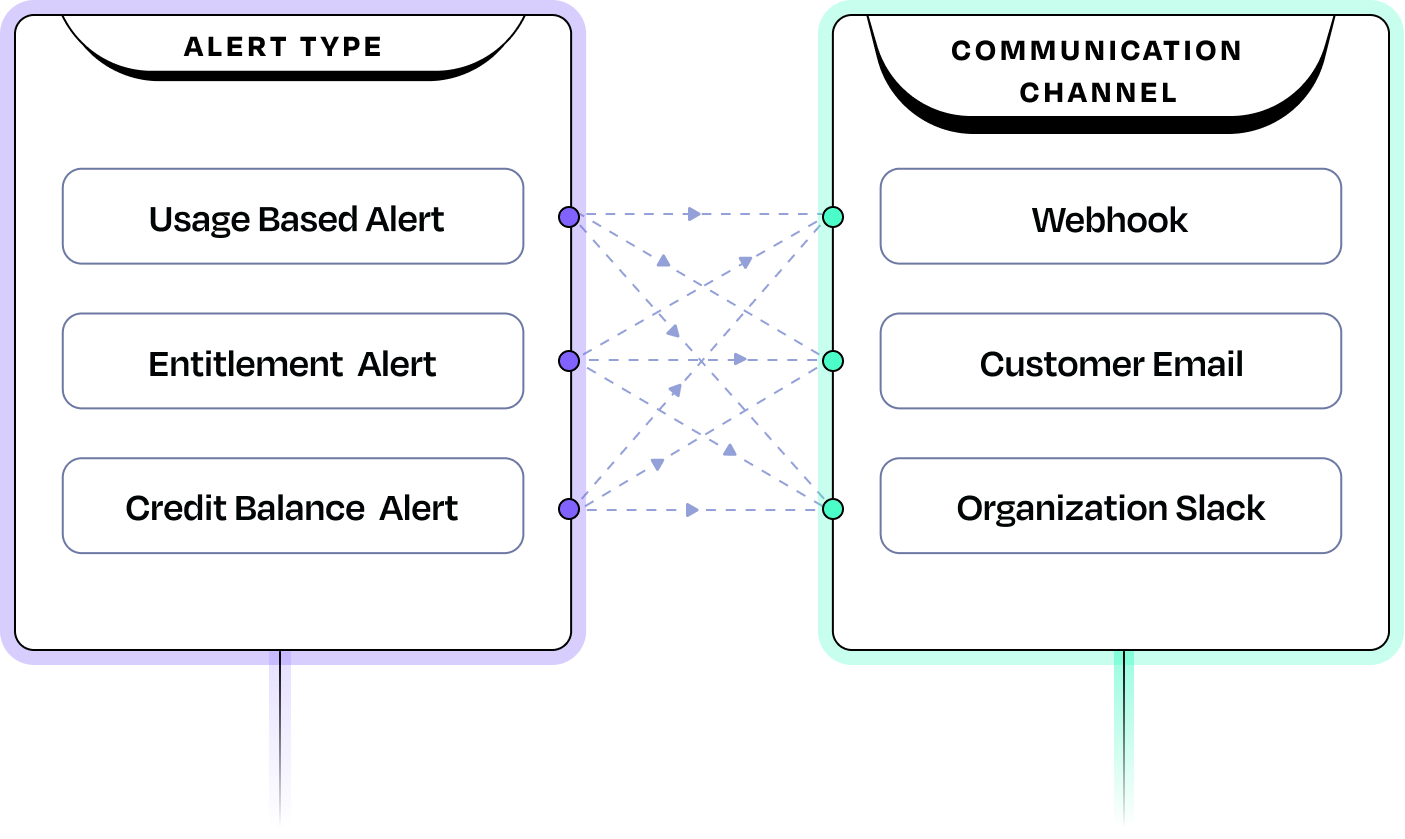 ALERT TYPE
Usage Based Alert
Entitlement  Alert
Credit Balance  Alert
COMMUNICATION
CHANNEL
Webhook
Customer Email
Organization Slack